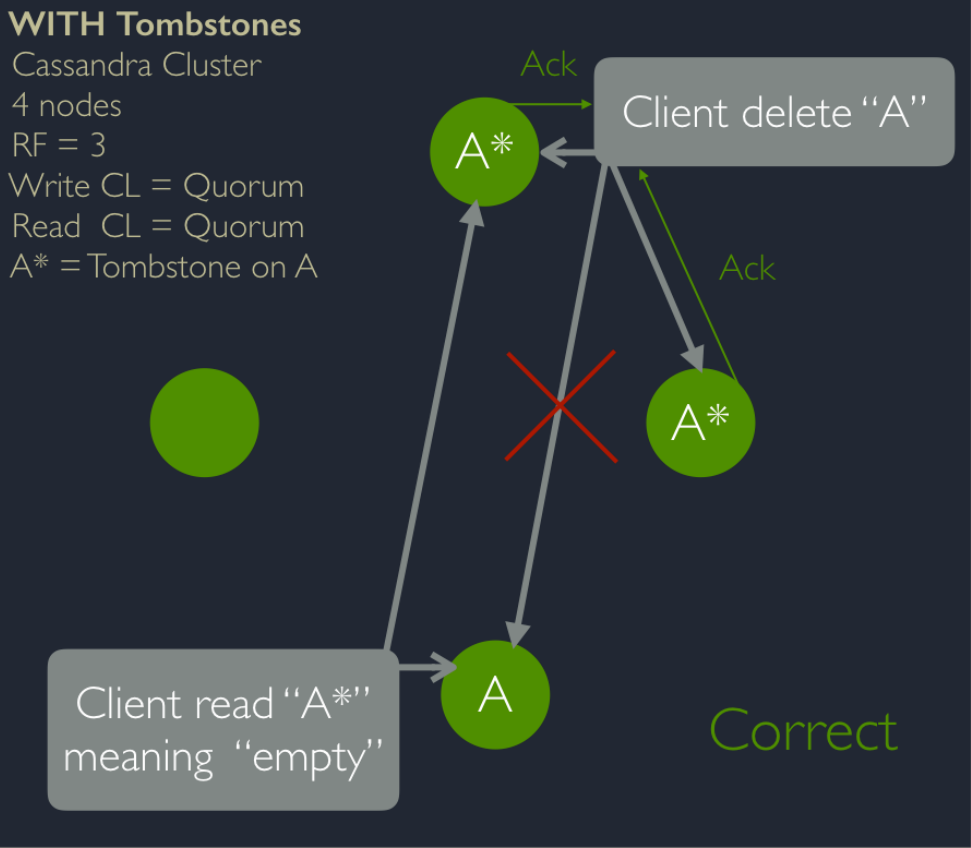 WITH Tombstones
Cassandra Cluster
4 nodes
RF = 3
Write CL = Quorum
Read CL = Quorum
A* = Tombstone on A
Ack
Client delete “A”
A*
Ack
A*
Client read “A*”
meaning “empty”
A
Correct